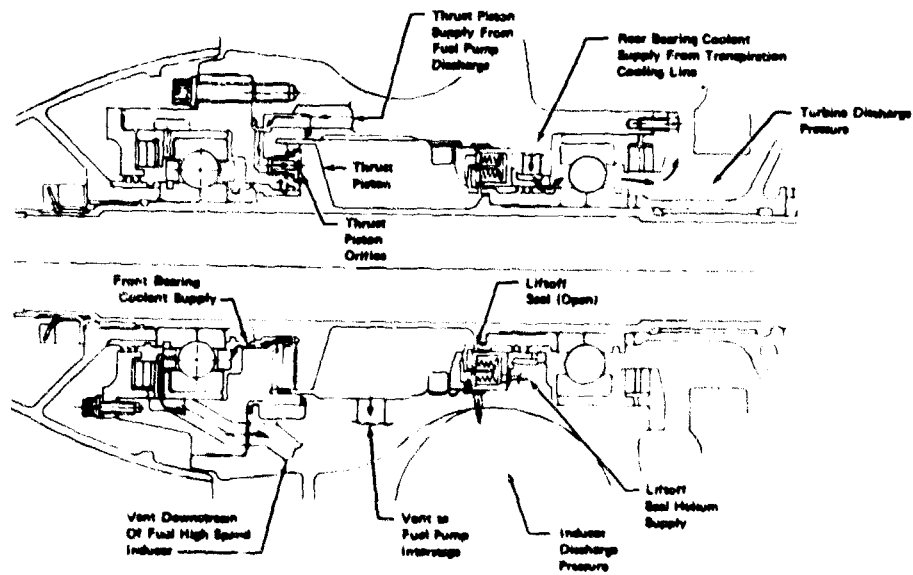 Thrust Piston
Supply From
Fuel Pump
Discharge
Rear Bearing Coolant
Supply From Transpiration
Cooling Line
Turbine Discharge
Pressure
Thrust
Piston
Thrust
Piston
Orifice
Front Bearing
Coolant Supply
Liftoff
Seal (Open)
Vent Downstream
Of Fuel High Speed
Inducer
Vent to
Fuel Pump
Interstage
Inducer
Discharge
Pressure
Liftoff
Seal Helium
Supply